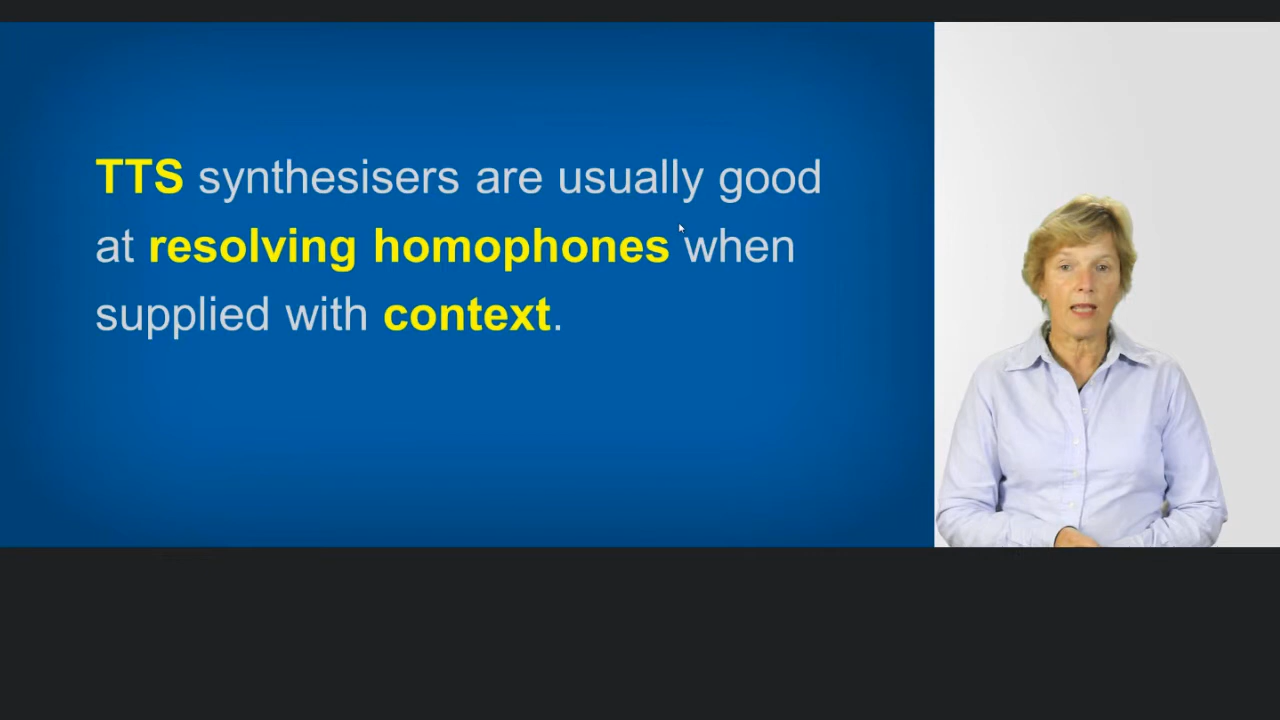 TTS synthesisers are usually good
at resolving homophones when
supplied with context.